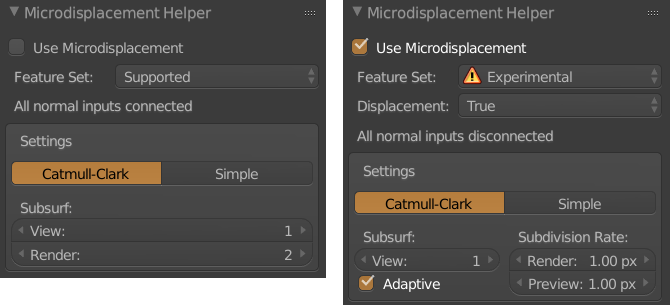 Microdisplacement Helper
Use Microdisplacement
Feature Set: Supported
All normal inputs connected
Settings
Catmull-Clark Simple
Subsurf:
View: 1
Render: 2
Microdisplacement Helper
Use Microdisplacement
Feature Set: Experimental
Displacement: True
All normal inputs disconnected
Settings
Catmull-Clark Simple
Subsurf: Subdivision Rate:
View: 1 Render: 1.00 px
Adaptive Preview: 1.00 px